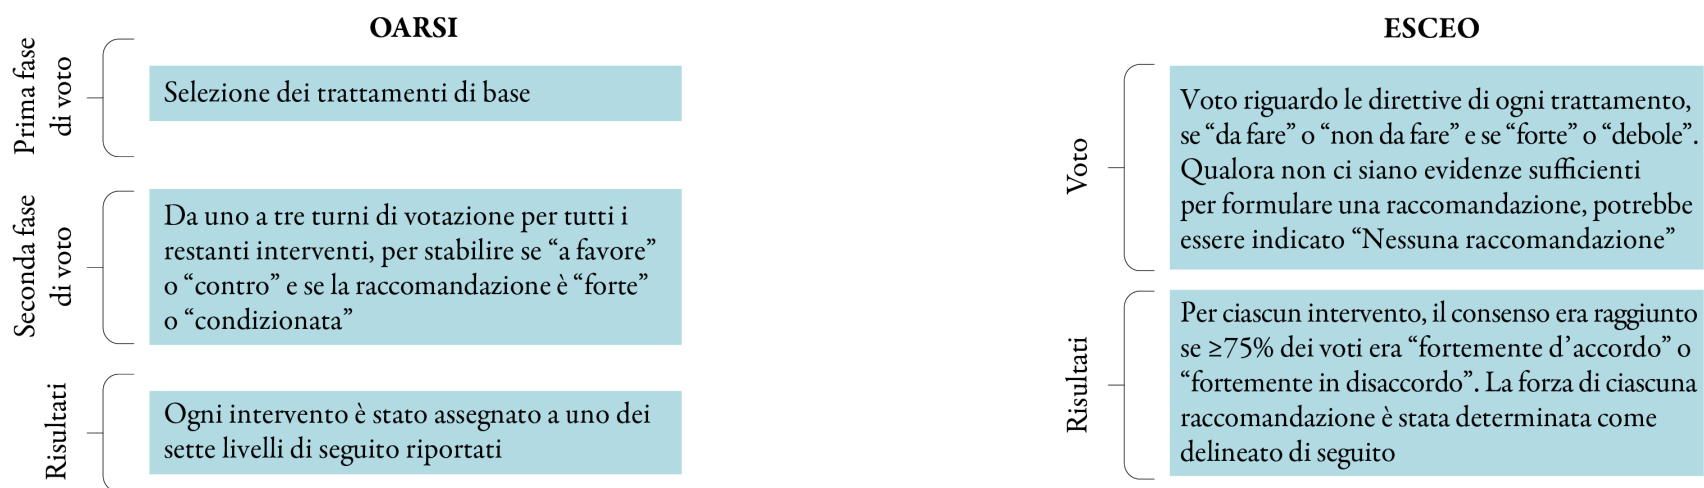 OARSI
Prima fase
di voto
Selezione dei trattamenti di base
Seconda fase
di voto
Da uno a tre turni di votazione per tutti i
restanti interventi, per stabilire se “a favore”
o “contro” e se la raccomandazione è “forte”
o “condizionata”
Risultati
Ogni intervento è stato assegnato a uno dei
sette livelli di seguito riportati
ESCEO
Voto
Voto riguardo le direttive di ogni trattamento,
se “da fare” o “non da fare” e se “forte” o “debole”.
Qualora non ci siano evidenze sufficienti
per formulare una raccomandazione, potrebbe
essere indicato “Nessuna raccomandazione”
Risultati
Per ciascun intervento, il consenso era raggiunto
se ≥75% dei voti era “fortemente d’accordo” o
“fortemente in disaccordo”. La forza di ciascuna
raccomandazione è stata determinata come
delineato di seguito